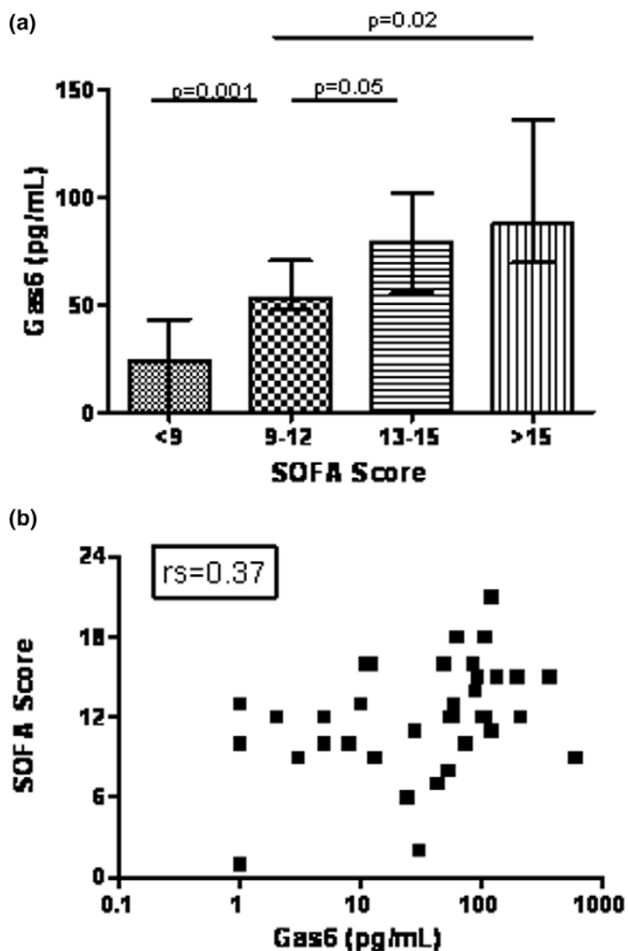 (a)
p=0.02
p=0.001 p=0.05
150
100
50
0
Gas6 (pg/mL)
<9 9-12 13-15 >15
SOFA Score
(b)
rs=0.37
24
18
12
6
0
SOFA Score
0.1 1 10 100 1000
Gas6 (pg/mL)